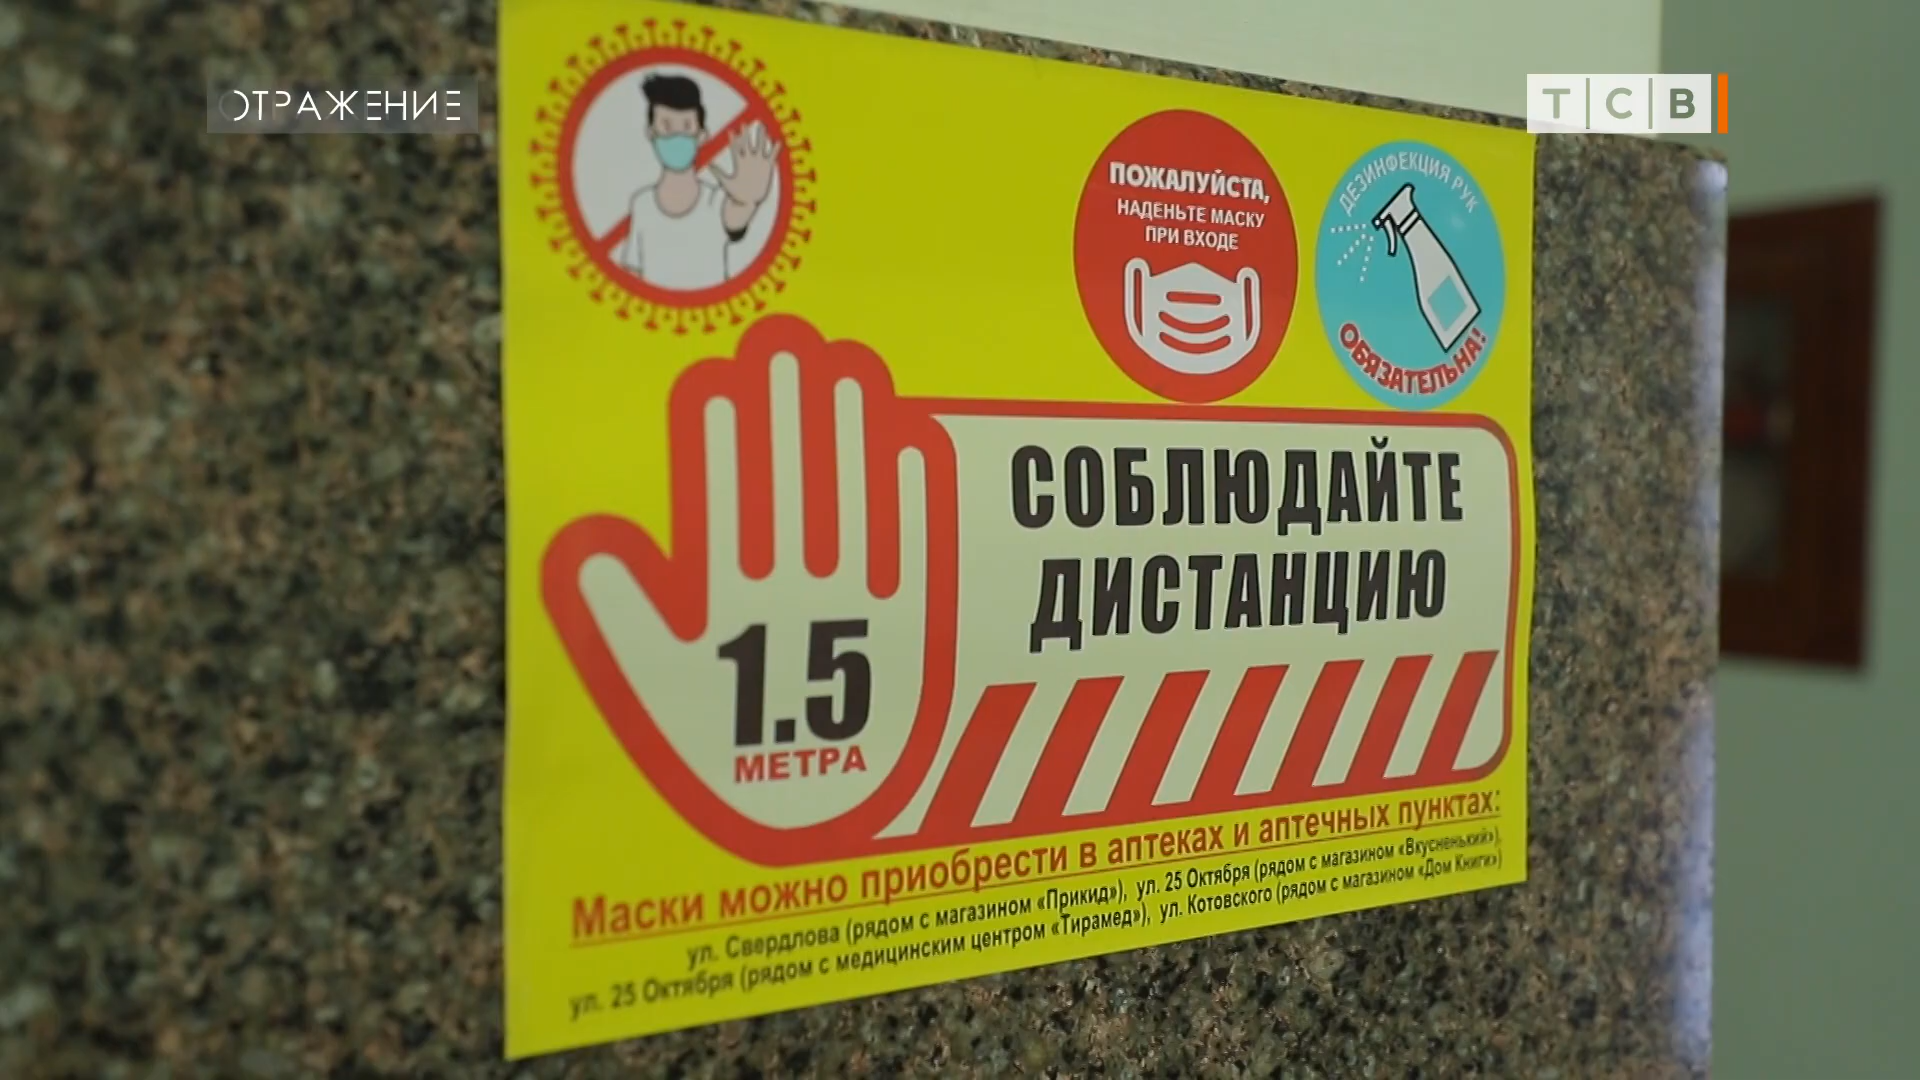 ОТРАЖЕНИЕ
ТСВ
ПОЖАЛУЙСТА,
НАДЕНЬТЕ МАСКУ
ПРИ ВХОДЕ
ДЕЗИНФЕКЦИЯ РУК
ОБЯЗАТЕЛЬНА!
СОБЛЮДАЙТЕ
ДИСТАНЦИЮ
1.5
МЕТРА
Маски можно приобрести в аптеках и аптечных пунктах:
ул. Свердлова (рядом с магазином «Прикид»), ул. 25 Октября (рядом с магазином «Вкусненький»),
ул. 25 Октября (рядом с медицинским центром «Тирамед»), ул. Котовского (рядом с магазином «Дом Книги»)